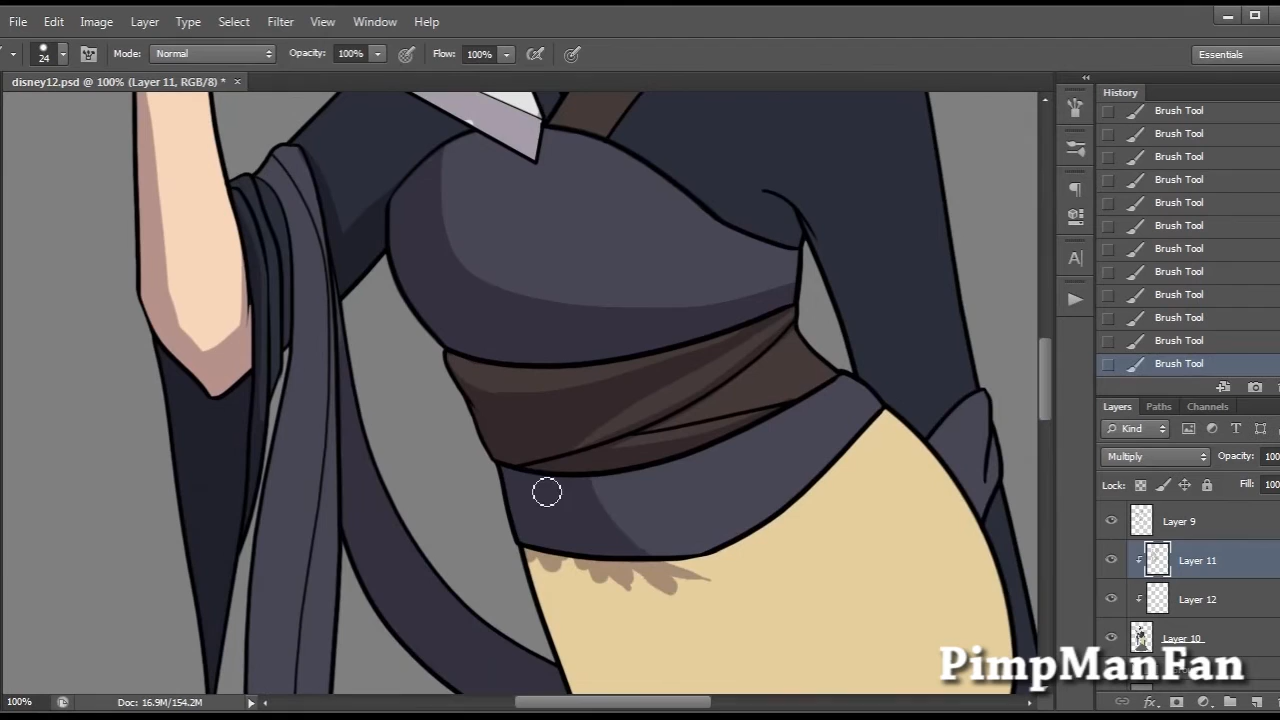 File Edit Image Layer Type Select Filter View Window Help
24 Mode: Normal Opacity: 100% Flow: 100% Essentials
disney12.psd @ 100% (Layer 11, RGB/8) * ×
History
Brush Tool
Brush Tool
Brush Tool
Brush Tool
Brush Tool
Brush Tool
Brush Tool
Brush Tool
Brush Tool
Brush Tool
Brush Tool
Brush Tool
Layers Paths Channels
Kind
Multiply Opacity: 100
Lock: Fill: 100
Layer 9
Layer 11
Layer 12
Layer 10
PimpManFan
100% Doc: 16.9M/154.2M
fx